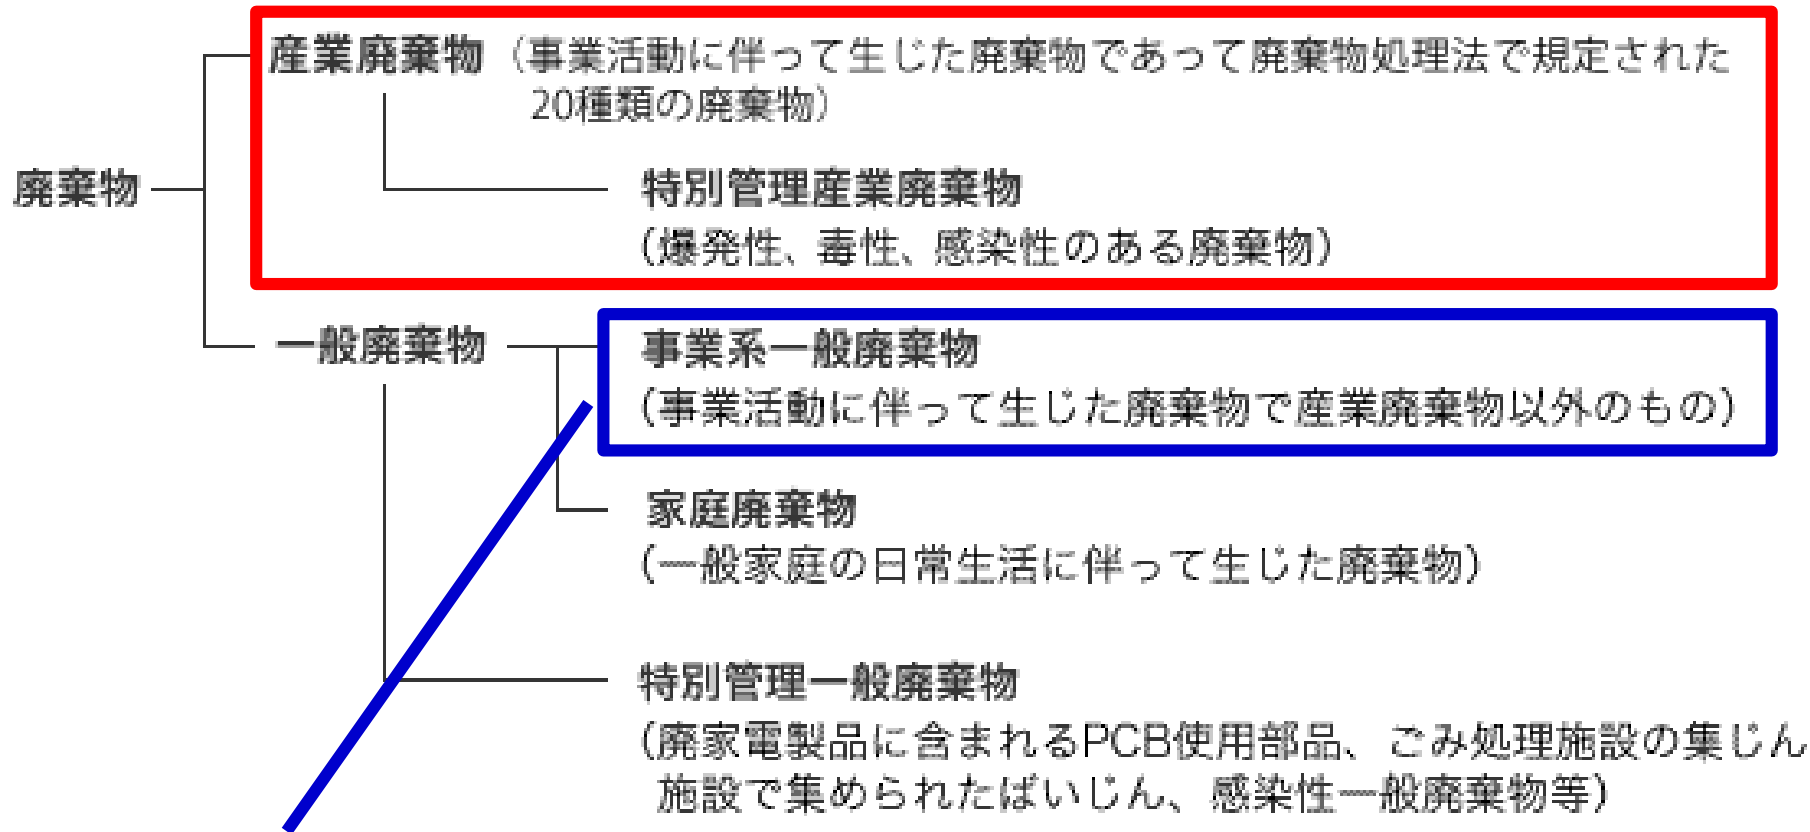 産業廃棄物（事業活動に伴って生じた廃棄物であって廃棄物処理法で規定された
20種類の廃棄物）
廃棄物
特別管理産業廃棄物
（爆発性、毒性、感染性のある廃棄物）
一般廃棄物
事業系一般廃棄物
（事業活動に伴って生じた廃棄物で産業廃棄物以外のもの）
家庭廃棄物
（一般家庭の日常生活に伴って生じた廃棄物）
特別管理一般廃棄物
（廃家電製品に含まれるPCB使用部品、ごみ処理施設の集じん
施設で集められたばいじん、感染性一般廃棄物等）